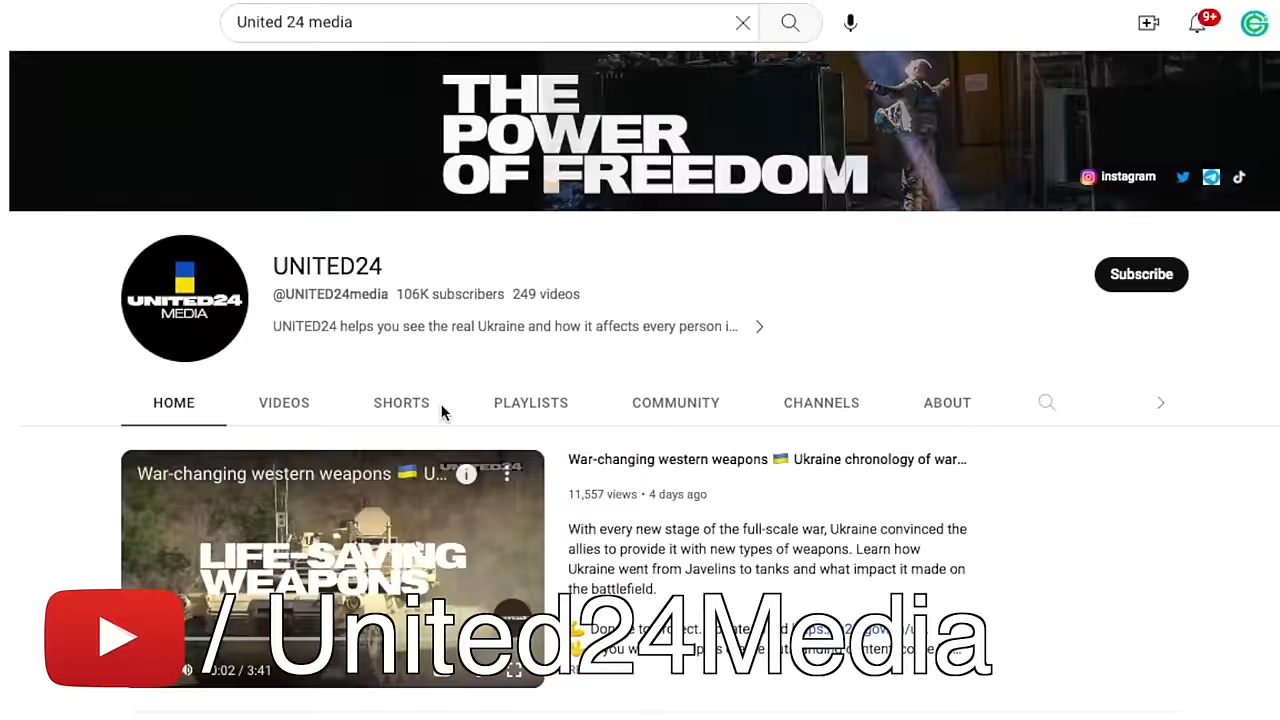 United 24 media
9+
THE
POWER
OF FREEDOM
Instagram
UNITED24
MEDIA
UNITED24
@UNITED24media 106K subscribers 249 videos
UNITED24 helps you see the real Ukraine and how it affects every person i...
Subscribe
HOME VIDEOS SHORTS PLAYLISTS COMMUNITY CHANNELS ABOUT
War-changing western weapons 🇺🇦 U...
UNITED24
LIFE-SAVING
WEAPONS
0:02 / 3:41
War-changing western weapons 🇺🇦 Ukraine chronology of war...
11,557 views • 4 days ago
With every new stage of the full-scale war, Ukraine convinced the
allies to provide it with new types of weapons. Learn how
Ukraine went from Javelins to tanks and what impact it made on
the battlefield.
/ United24Media